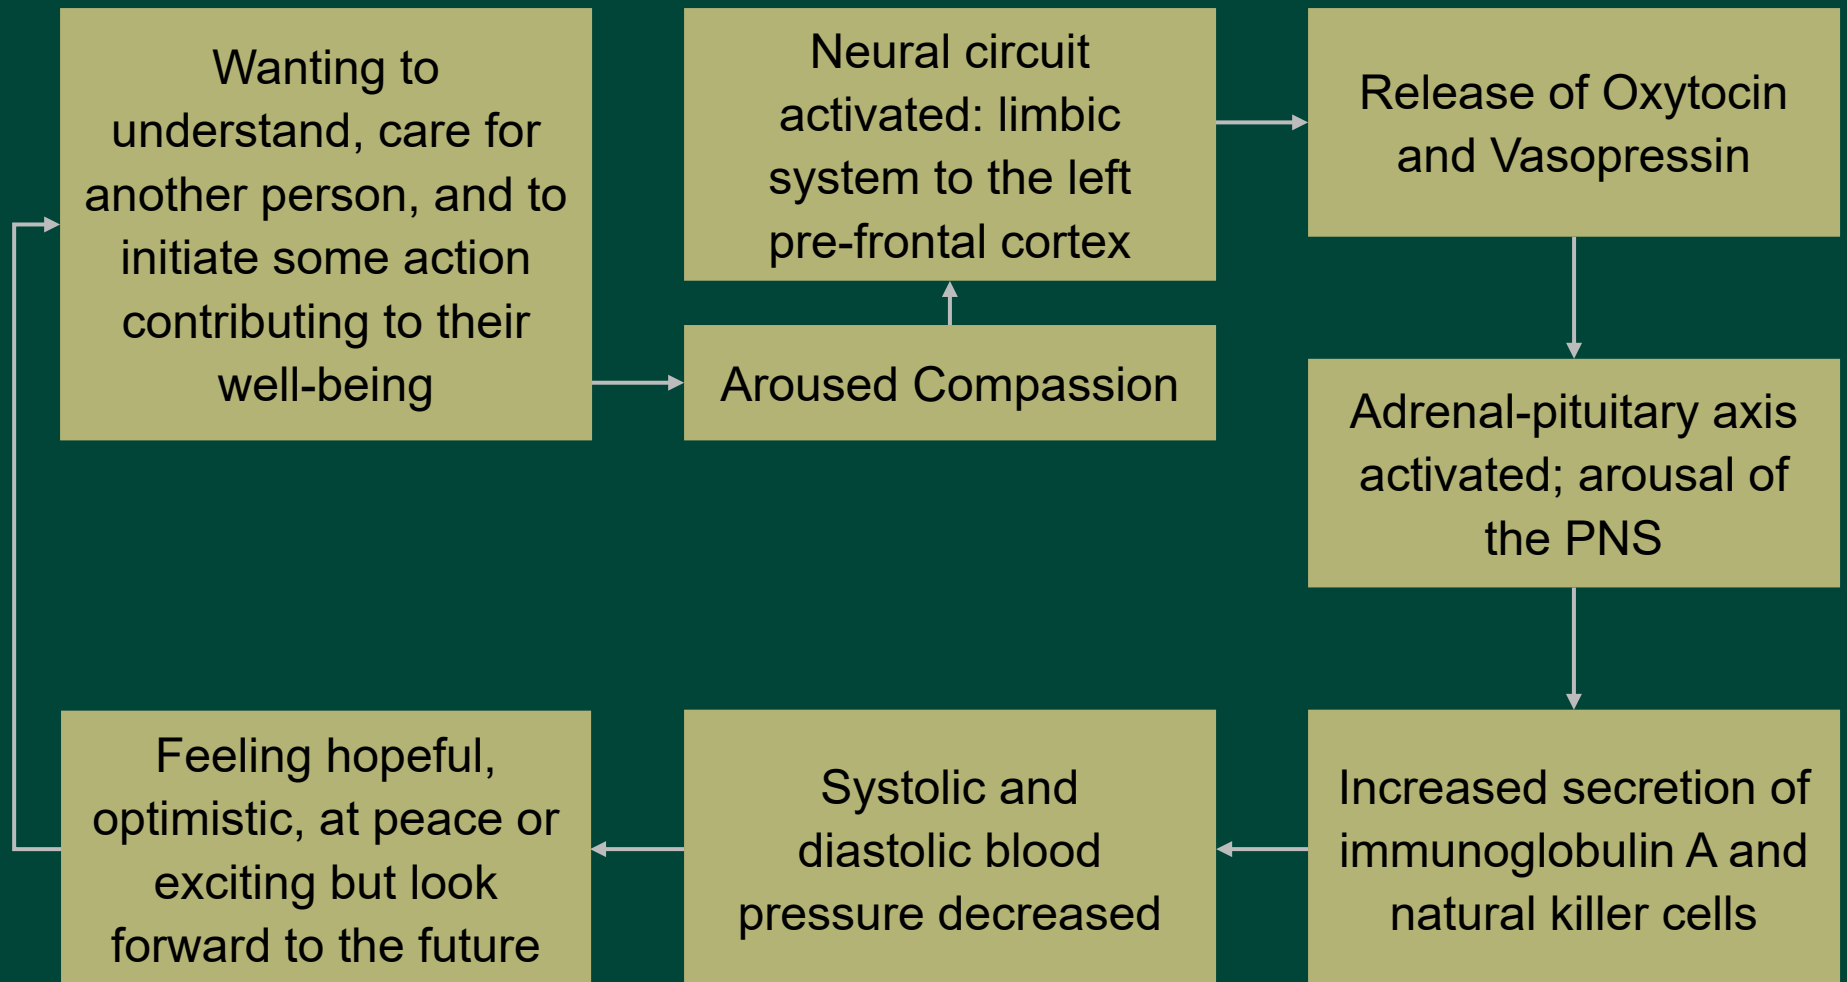 Wanting to
understand, care for
another person, and to
initiate some action
contributing to their
well-being
Aroused Compassion
Neural circuit
activated: limbic
system to the left
pre-frontal cortex
Release of Oxytocin
and Vasopressin
Adrenal-pituitary axis
activated; arousal of
the PNS
Increased secretion of
immunoglobulin A and
natural killer cells
Systolic and
diastolic blood
pressure decreased
Feeling hopeful,
optimistic, at peace or
exciting but look
forward to the future